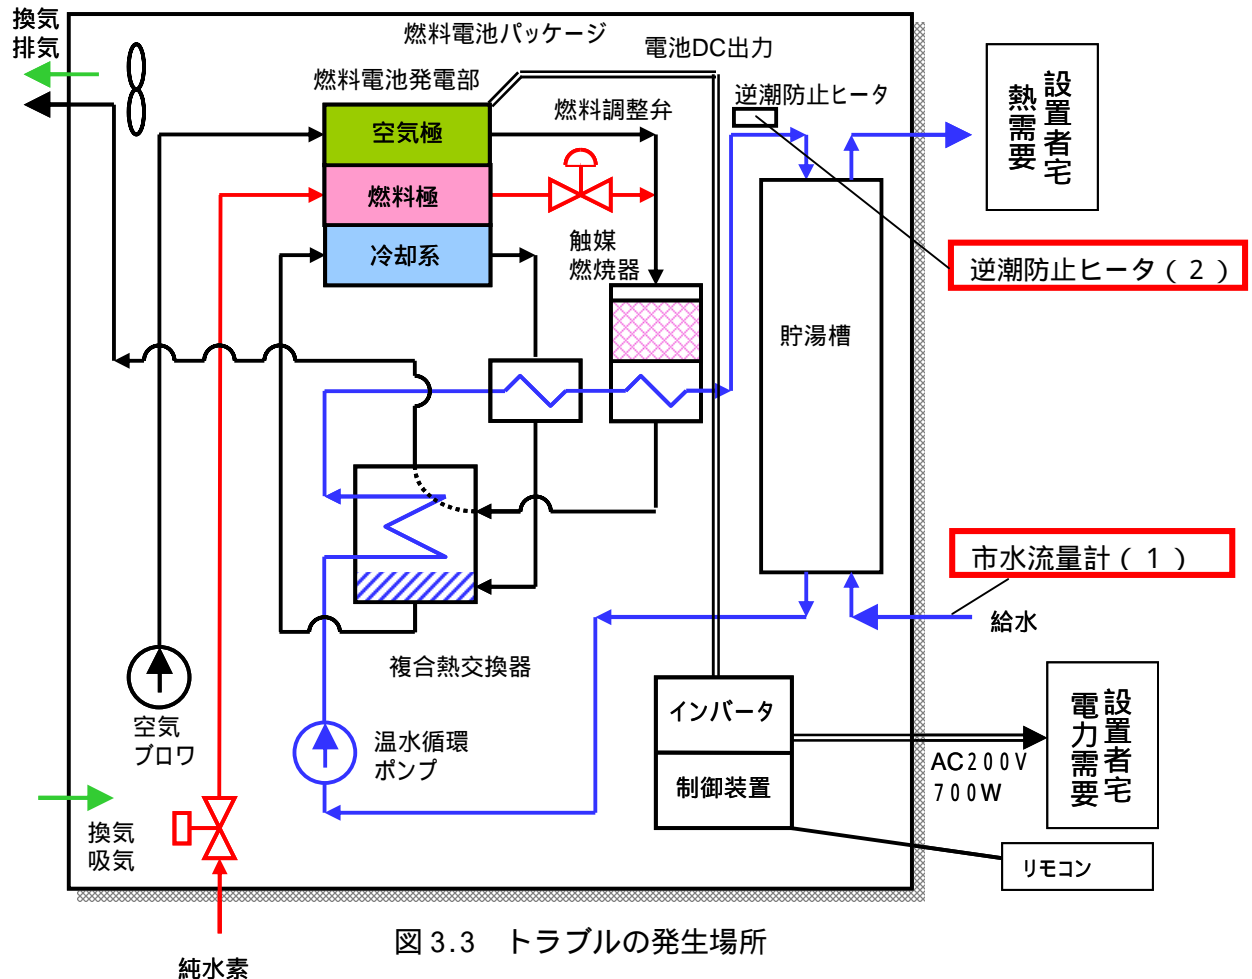 換気
排気
燃料電池パッケージ
電池DC出力
燃料電池発電部
燃料調整弁
逆潮防止ヒータ
設置者宅
熱需要
空気極
燃料極
冷却系
触媒
燃焼器
逆潮防止ヒータ（２）
貯湯槽
市水流量計（１）
給水
複合熱交換器
空気
ブロワ
温水循環
ポンプ
インバータ
制御装置
AC２００V
７００W
設置者宅
電力需要
換気
吸気
リモコン
図 3.3　トラブルの発生場所
純水素